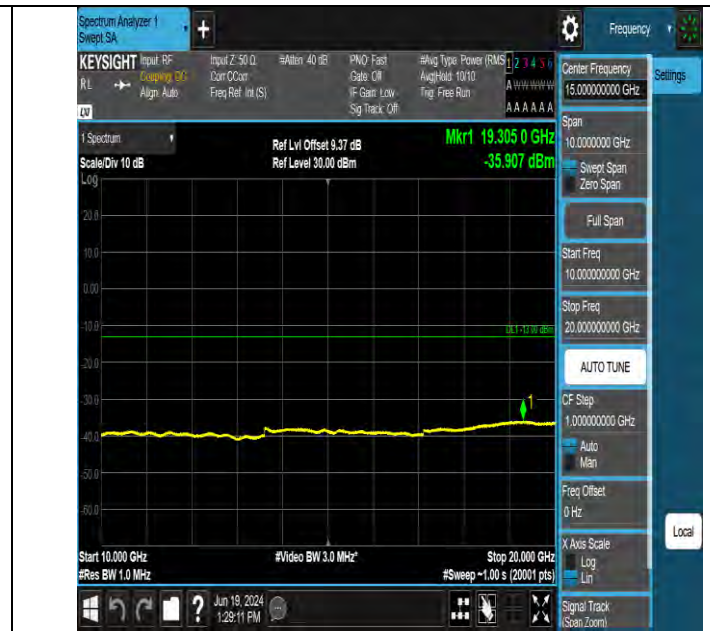 Spectrum Analyzer 1
Swept SA
+
Frequency
KEYSIGHT
RL
Input: RF
Coupling: DC
Align: Auto
Input Z: 50 Ω
Corr CCorr
Freq Ref: Int (S)
#Atten: 40 dB
PNO: Fast
Gate: Off
IF Gain: Low
Sig Track: Off
#Avg Type: Power (RMS)
Avg|Hold: 10/10
Trig: Free Run
1 2 3 4 5 6
A W W W W W
A A A A A A
1 Spectrum
Scale/Div 10 dB
Ref Lvl Offset 9.37 dB
Ref Level 30.00 dBm
Mkr1 19.305 0 GHz
-35.907 dBm
Log
20.0
10.0
0.00
-10.0
-20.0
-30.0
-40.0
-50.0
-60.0
DL1 -13.00 dBm
1
Start 10.000 GHz
#Res BW 1.0 MHz
#Video BW 3.0 MHz*
Stop 20.000 GHz
#Sweep ~1.00 s (20001 pts)
?
Jun 19, 2024
1:29:11 PM
Center Frequency
15.000000000 GHz
Settings
Span
10.0000000 GHz
Swept Span
Zero Span
Full Span
Start Freq
10.000000000 GHz
Stop Freq
20.000000000 GHz
AUTO TUNE
CF Step
1.000000000 GHz
Auto
Man
Freq Offset
0 Hz
X Axis Scale
Log
Lin
Signal Track
(Span Zoom)
Local